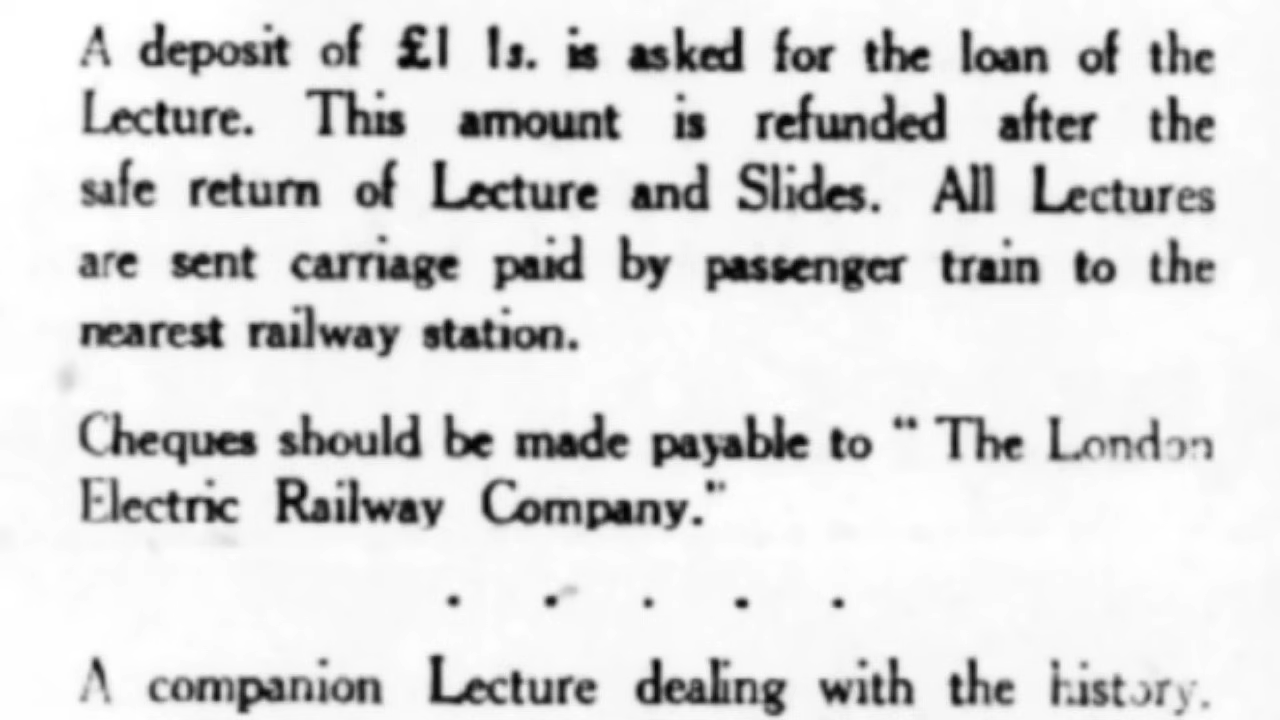 A deposit of £1 1s. is asked for the loan of the
Lecture. This amount is refunded after the
safe return of Lecture and Slides. All Lectures
are sent carriage paid by passenger train to the
nearest railway station.
Cheques should be made payable to “ The London
Electric Railway Company.”
. . . . .
A companion Lecture dealing with the history.